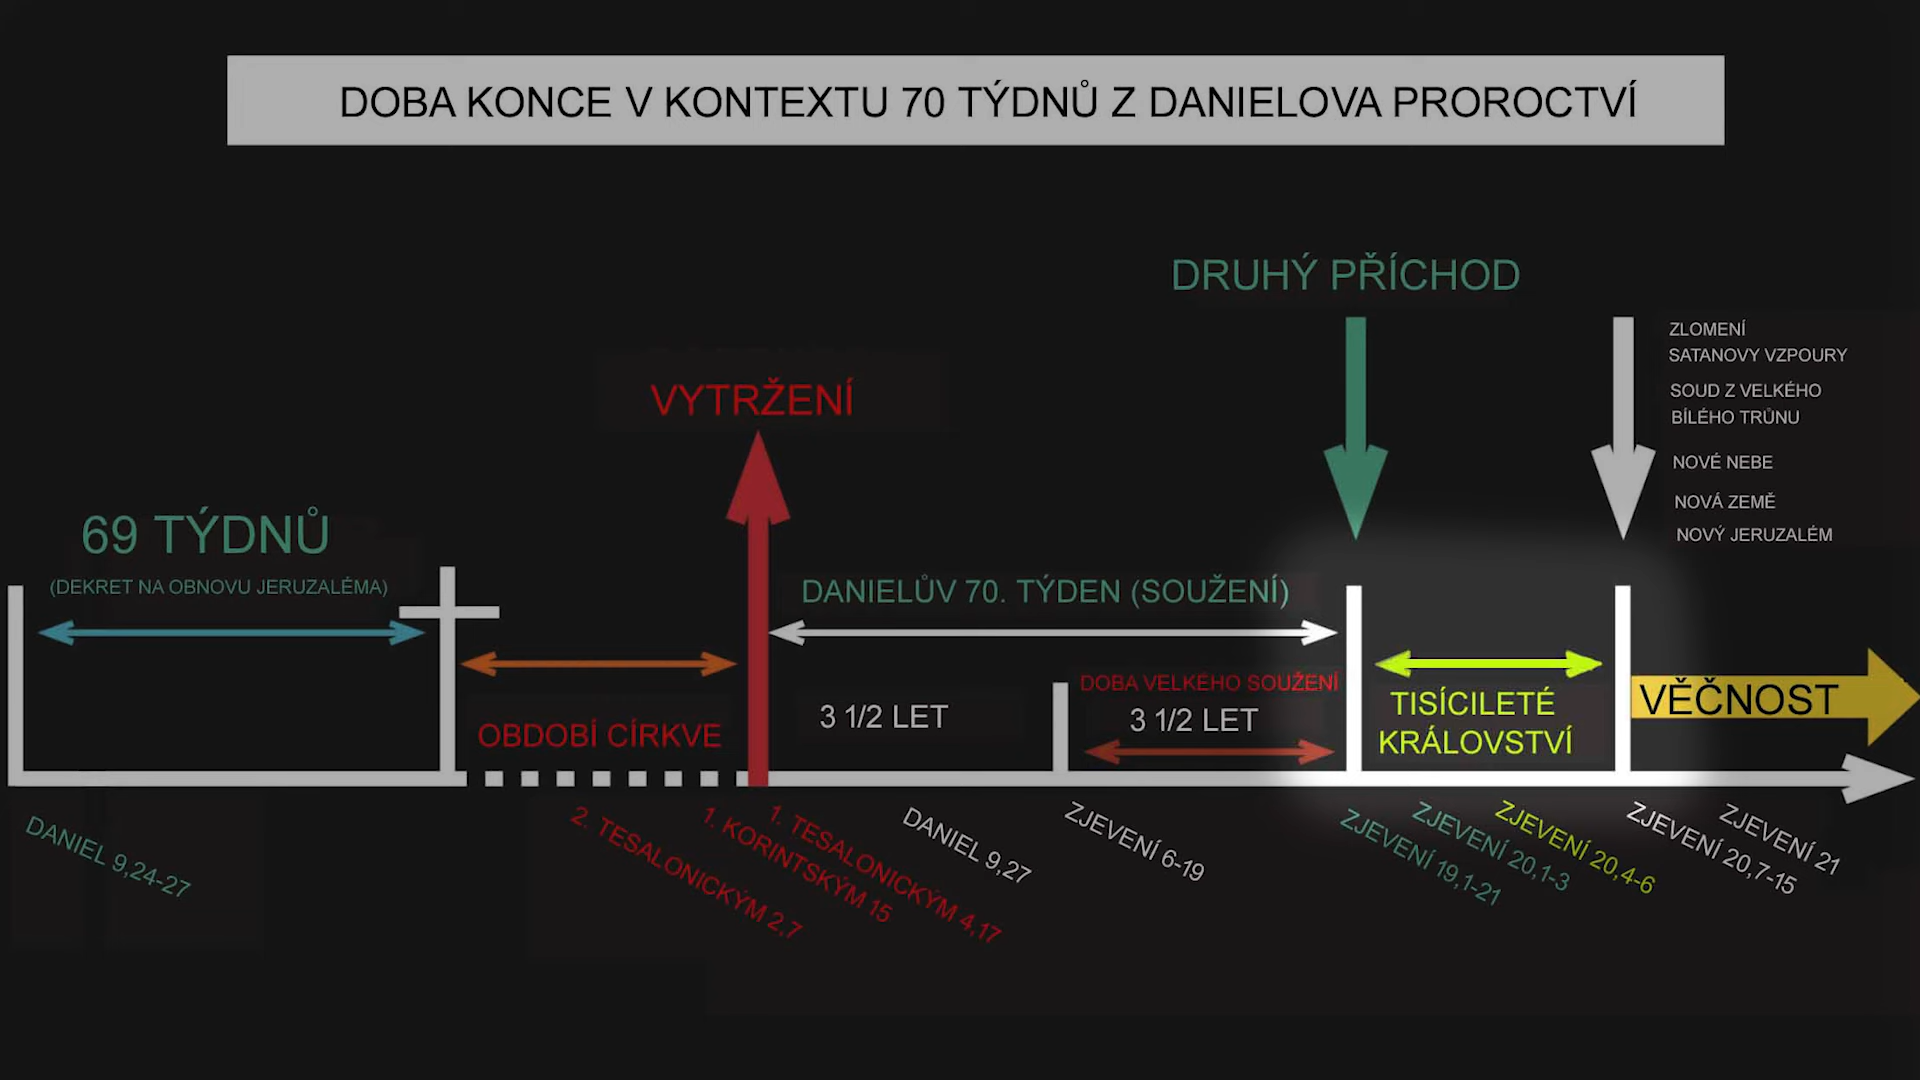 DOBA KONCE V KONTEXTU 70 TÝDNŮ Z DANIELOVA PROROCTVÍ
DRUHÝ PŘÍCHOD
ZLOMENÍ
SATANOVY VZPOURY
SOUD Z VELKÉHO
BÍLÉHO TRŮNU
NOVÉ NEBE
NOVÁ ZEMĚ
NOVÝ JERUZALÉM
VYTRŽENÍ
69 TÝDNŮ
(DEKRET NA OBNOVU JERUZALÉMA)
DANIELŮV 70. TÝDEN (SOUŽENÍ)
OBDOBÍ CÍRKVE
3 1/2 LET
DOBA VELKÉHO SOUŽENÍ
3 1/2 LET
TISÍCILETÉ
KRÁLOVSTVÍ
VĚČNOST
DANIEL 9,24-27
2. TESALONICKÝM 2,7
1. KORINTSKÝM 15
1. TESALONICKÝM 4,17
DANIEL 9,27
ZJEVENÍ 6-19
ZJEVENÍ 19,1-21
ZJEVENÍ 20,1-3
ZJEVENÍ 20,4-6
ZJEVENÍ 20,7-15
ZJEVENÍ 21